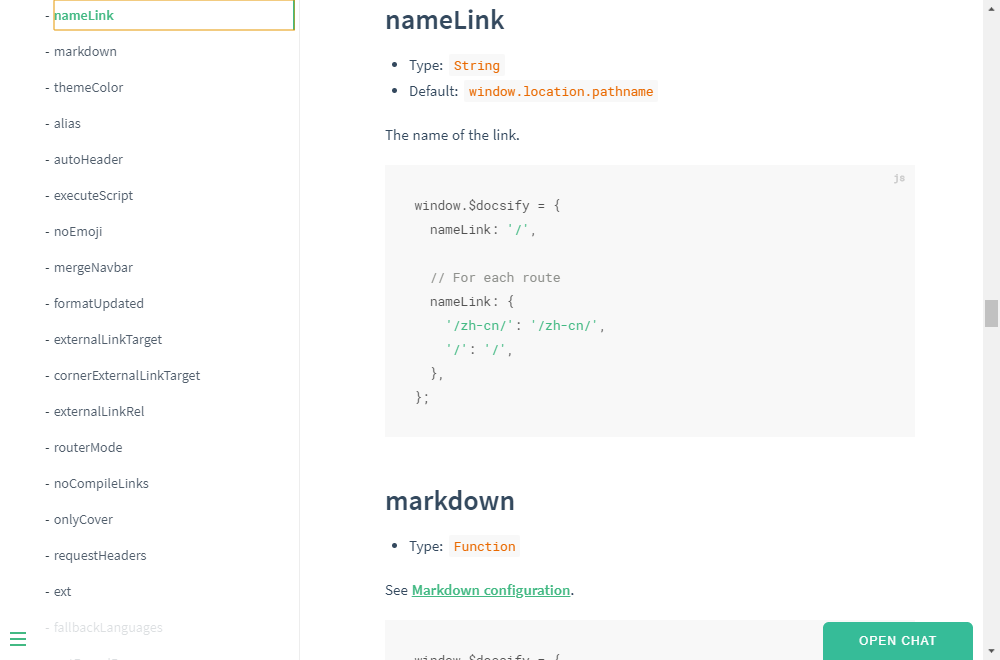 - nameLink
- markdown
- themeColor
- alias
- autoHeader
- executeScript
- noEmoji
- mergeNavbar
- formatUpdated
- externalLinkTarget
- cornerExternalLinkTarget
- externalLinkRel
- routerMode
- noCompileLinks
- onlyCover
- requestHeaders
- ext
- fallbackLanguages
nameLink
• Type: String
• Default: window.location.pathname
The name of the link.
js
window.$docsify = {
  nameLink: '/',
  // For each route
  nameLink: {
    '/zh-cn/': '/zh-cn/',
    '/': '/',
  },
};
markdown
• Type: Function
See Markdown configuration.
window.$docsify = {
OPEN CHAT